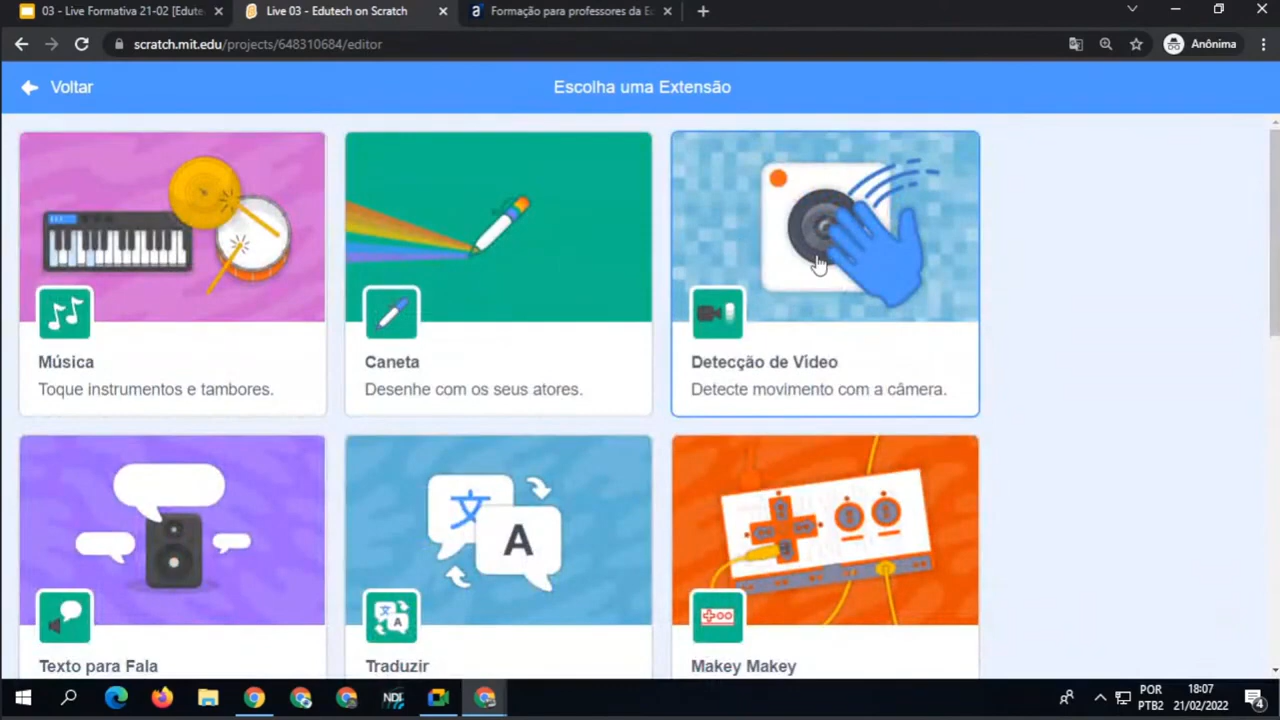 03 - Live Formativa 21-02 [Edute
Live 03 - Edutech on Scratch
Formação para professores da E
scratch.mit.edu/projects/648310684/editor
Anônima
Voltar
Escolha uma Extensão
Música
Toque instrumentos e tambores.
Caneta
Desenhe com os seus atores.
Detecção de Vídeo
Detecte movimento com a câmera.
文
A
文
A
Texto para Fala
Traduzir
Makey Makey
NDI
POR
PTB2
18:07
21/02/2022
4